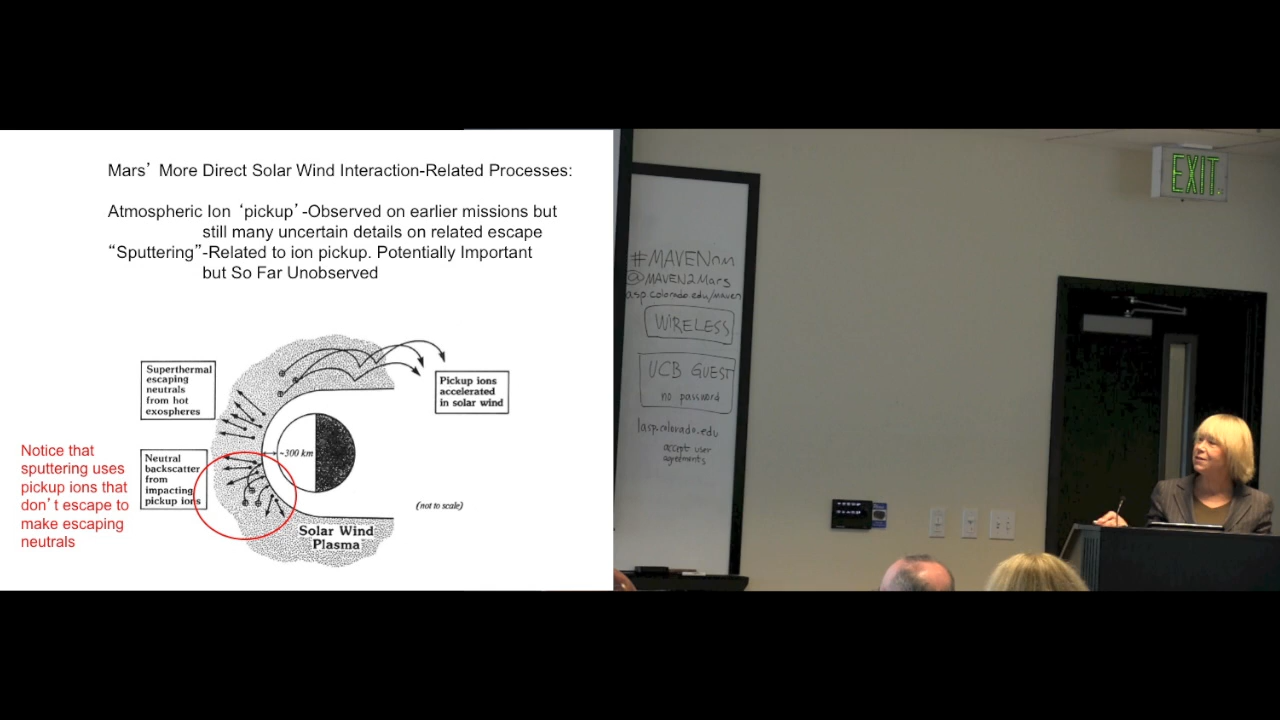 Mars’ More Direct Solar Wind Interaction-Related Processes:
Atmospheric Ion ‘pickup’-Observed on earlier missions but
still many uncertain details on related escape
“Sputtering”-Related to ion pickup. Potentially Important
but So Far Unobserved
Superthermal
escaping
neutrals
from hot
exospheres
Pickup ions
accelerated
in solar wind
Notice that
sputtering uses
pickup ions that
don’t escape to
make escaping
neutrals
Neutral
backscatter
from
impacting
pickup ions
~300 km
(not to scale)
Solar Wind
Plasma
#MAVENnm
@MAVEN2Mars
asp.colorado.edu/maven
WIRELESS
UCB GUEST
no password
lasp.colorado.edu
accept user
agreements
EXIT